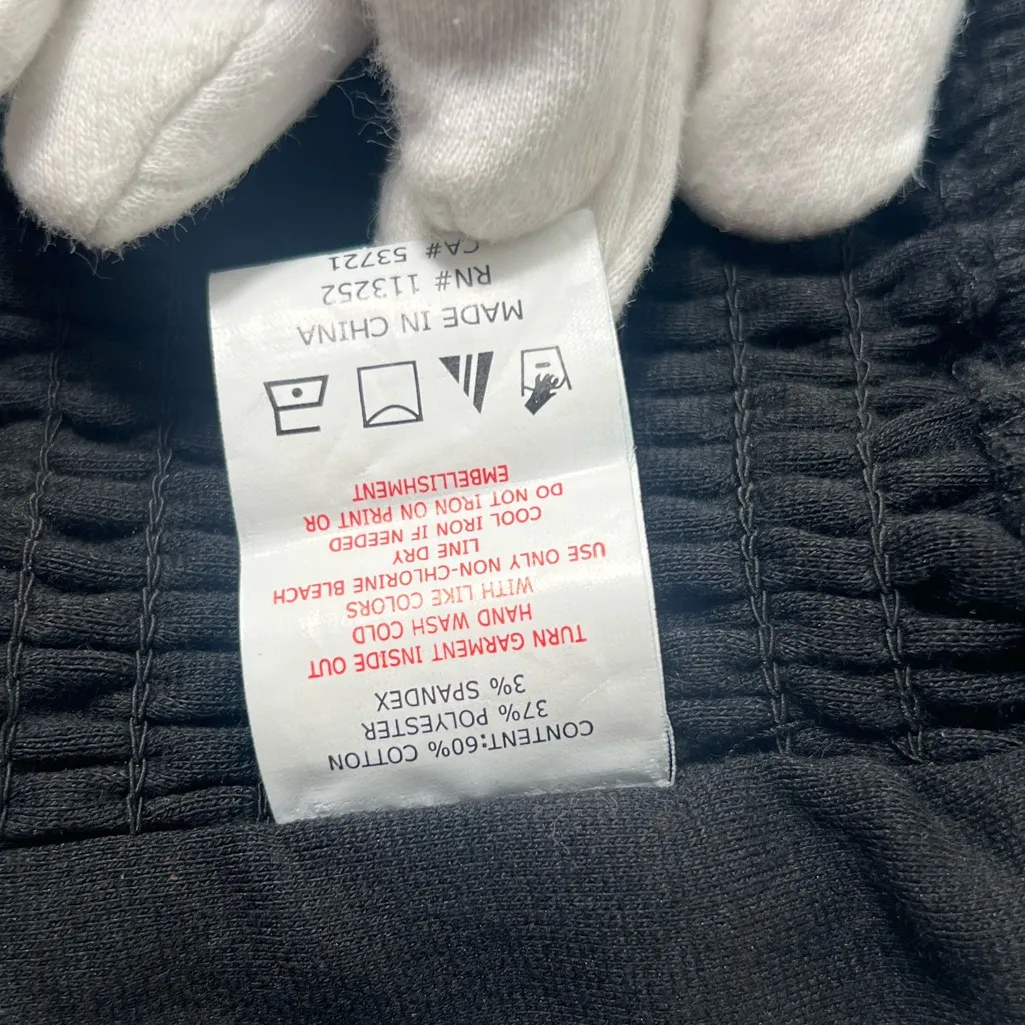 CONTENT:60% COTTON
37% POLYESTER
3% SPANDEX
TURN GARMENT INSIDE OUT
HAND WASH COLD
WITH LIKE COLORS
USE ONLY NON-CHLORINE BLEACH
LINE DRY
COOL IRON IF NEEDED
DO NOT IRON ON PRINT OR
EMBELLISHMENT
MADE IN CHINA
RN# 113252
CA# 53721